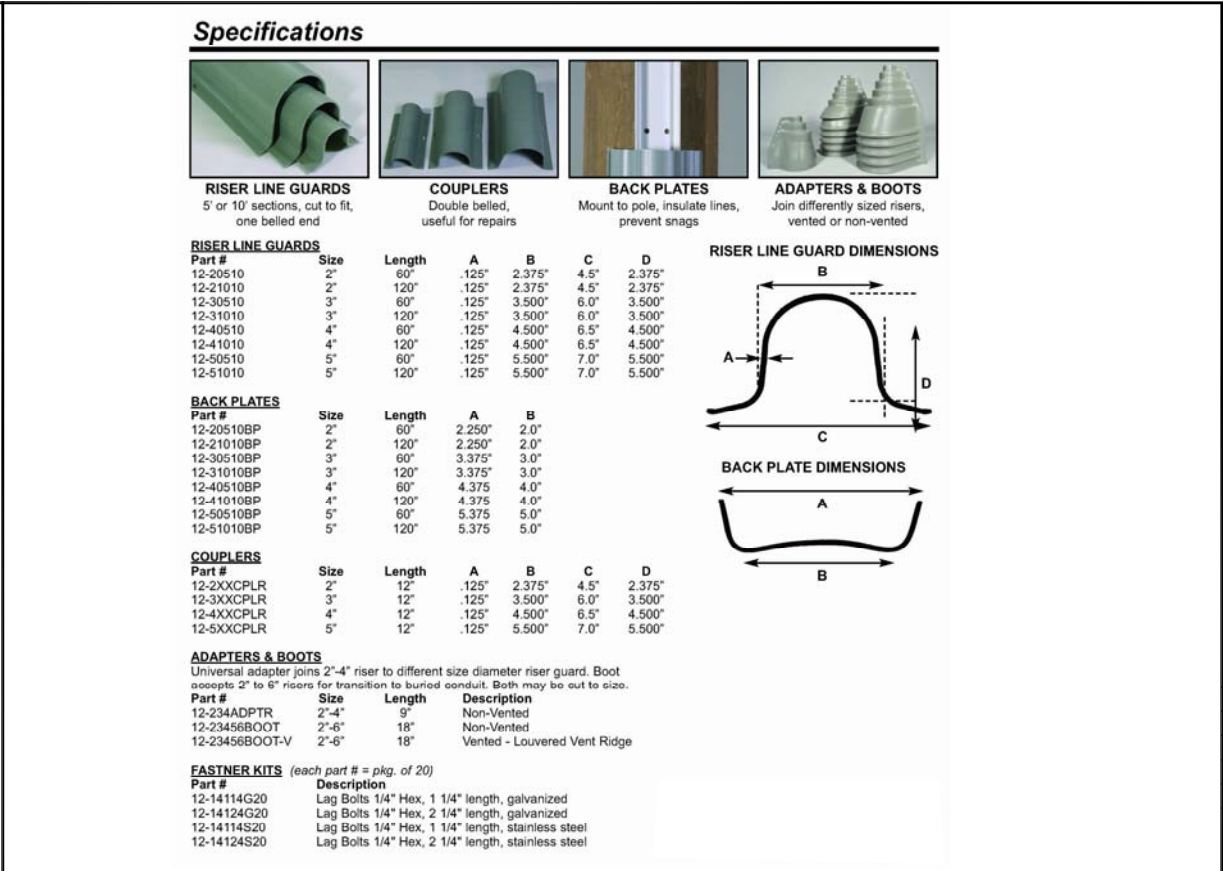 Specifications
RISER LINE GUARDS
5' or 10' sections, cut to fit,
one belled end
COUPLERS
Double belled,
useful for repairs
BACK PLATES
Mount to pole, insulate lines,
prevent snags
ADAPTERS & BOOTS
Join differently sized risers,
vented or non-vented
RISER LINE GUARDS
Part # Size Length A B C D
12-20510 2" 60" .125" 2.375" 4.5" 2.375"
12-21010 2" 120" .125" 2.375" 4.5" 2.375"
12-30510 3" 60" .125" 3.500" 6.0" 3.500"
12-31010 3" 120" .125" 3.500" 6.0" 3.500"
12-40510 4" 60" .125" 4.500" 6.5" 4.500"
12-41010 4" 120" .125" 4.500" 6.5" 4.500"
12-50510 5" 60" .125" 5.500" 7.0" 5.500"
12-51010 5" 120" .125" 5.500" 7.0" 5.500"
BACK PLATES
Part # Size Length A B
12-20510BP 2" 60" 2.250" 2.0"
12-21010BP 2" 120" 2.250" 2.0"
12-30510BP 3" 60" 3.375" 3.0"
12-31010BP 3" 120" 3.375" 3.0"
12-40510BP 4" 60" 4.375 4.0"
12-41010BP 4" 120" 4.375 4.0"
12-50510BP 5" 60" 5.375 5.0"
12-51010BP 5" 120" 5.375 5.0"
COUPLERS
Part # Size Length A B C D
12-2XXCPLR 2" 12" .125" 2.375" 4.5" 2.375"
12-3XXCPLR 3" 12" .125" 3.500" 6.0" 3.500"
12-4XXCPLR 4" 12" .125" 4.500" 6.5" 4.500"
12-5XXCPLR 5" 12" .125" 5.500" 7.0" 5.500"
ADAPTERS & BOOTS
Universal adapter joins 2"-4" riser to different size diameter riser guard. Boot
accepts 2" to 6" risers for transition to buried conduit. Both may be cut to size.
Part # Size Length Description
12-234ADPTR 2"-4" 9" Non-Vented
12-23456BOOT 2"-6" 18" Non-Vented
12-23456BOOT-V 2"-6" 18" Vented - Louvered Vent Ridge
FASTNER KITS (each part # = pkg. of 20)
Part # Description
12-14114G20 Lag Bolts 1/4" Hex, 1 1/4" length, galvanized
12-14124G20 Lag Bolts 1/4" Hex, 2 1/4" length, galvanized
12-14114S20 Lag Bolts 1/4" Hex, 1 1/4" length, stainless steel
12-14124S20 Lag Bolts 1/4" Hex, 2 1/4" length, stainless steel
RISER LINE GUARD DIMENSIONS
B
A
D
C
BACK PLATE DIMENSIONS
A
B